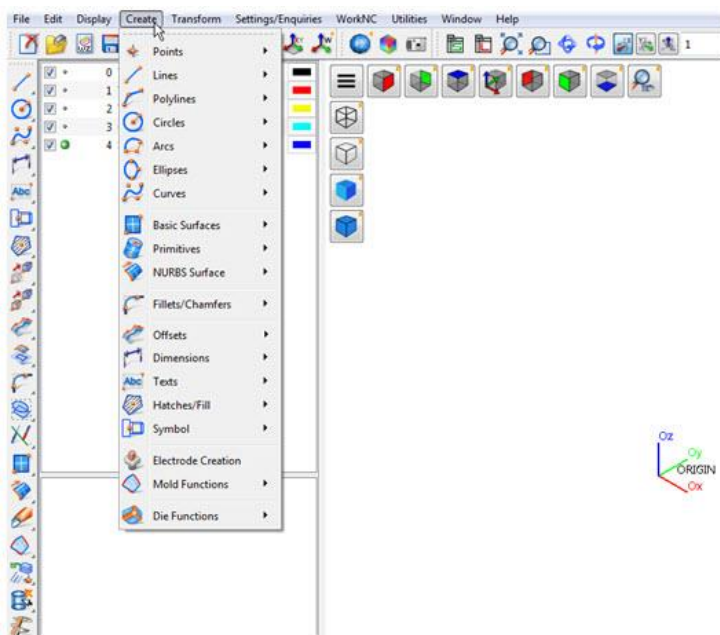 File Edit Display Create Transform Settings/Enquiries WorkNC Utilities Window Help
1
0
1
2
3
4
Points
Lines
Polylines
Circles
Arcs
Ellipses
Curves
Basic Surfaces
Primitives
NURBS Surface
Fillets/Chamfers
Offsets
Dimensions
Abc Texts
Hatches/Fill
Symbol
Electrode Creation
Mold Functions
Die Functions
Abc
Oz
Oy
ORIGIN
Ox